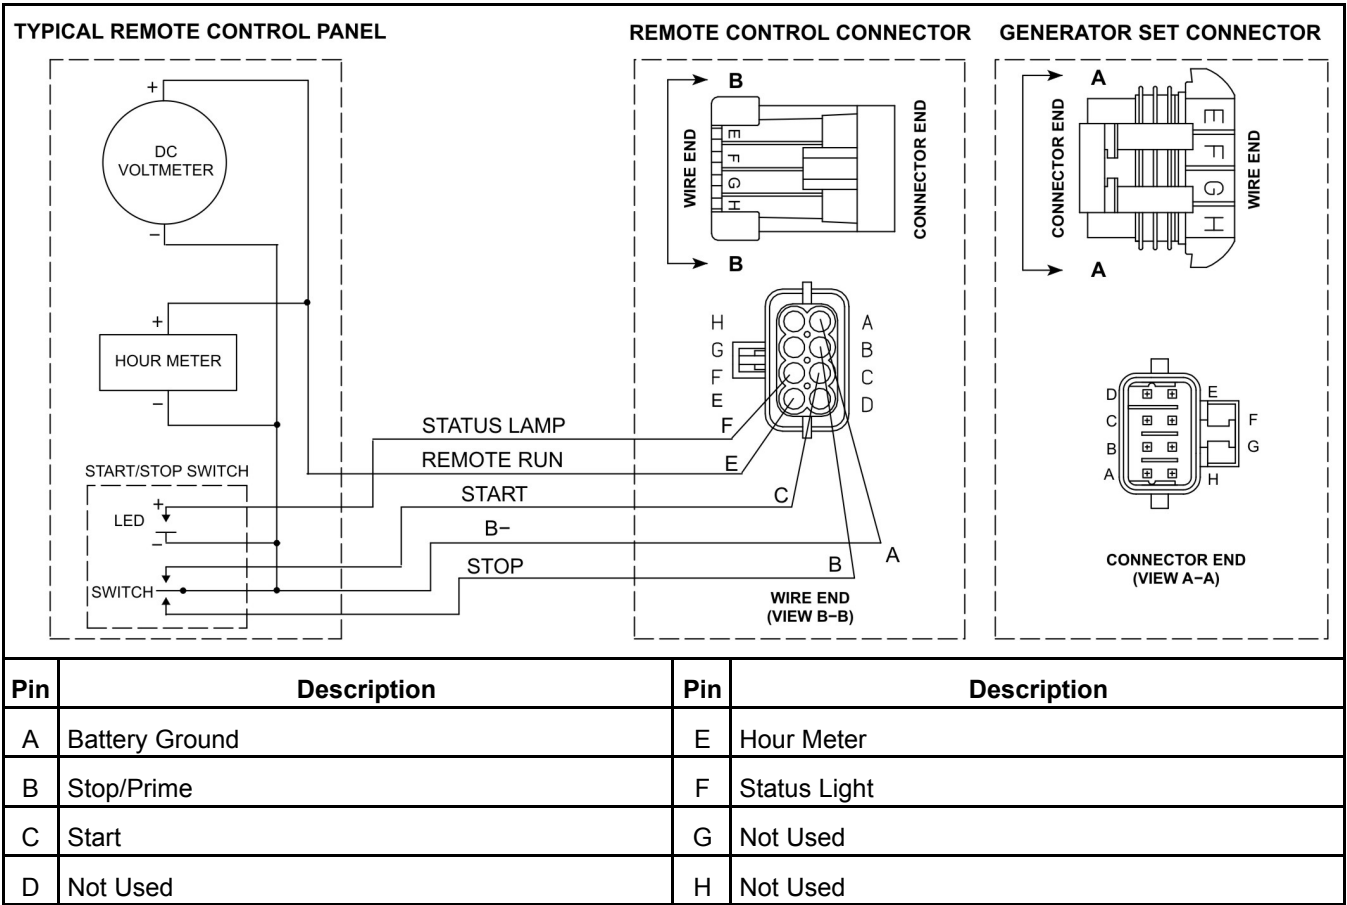 TYPICAL REMOTE CONTROL PANEL
REMOTE CONTROL CONNECTOR
GENERATOR SET CONNECTOR
+
DC
VOLTMETER
−
+
HOUR METER
−
START/STOP SWITCH
+
LED
−
SWITCH
STATUS LAMP
REMOTE RUN
START
B−
STOP
B
WIRE END
E
F
G
H
CONNECTOR END
B
H
G
F
E
A
B
C
D
F
E
C
A
B
WIRE END
(VIEW B−B)
A
CONNECTOR END
E
F
G
H
WIRE END
A
D
C
B
A
E
F
G
H
CONNECTOR END
(VIEW A−A)
Pin Description Pin Description
A Battery Ground E Hour Meter
B Stop/Prime F Status Light
C Start G Not Used
D Not Used H Not Used